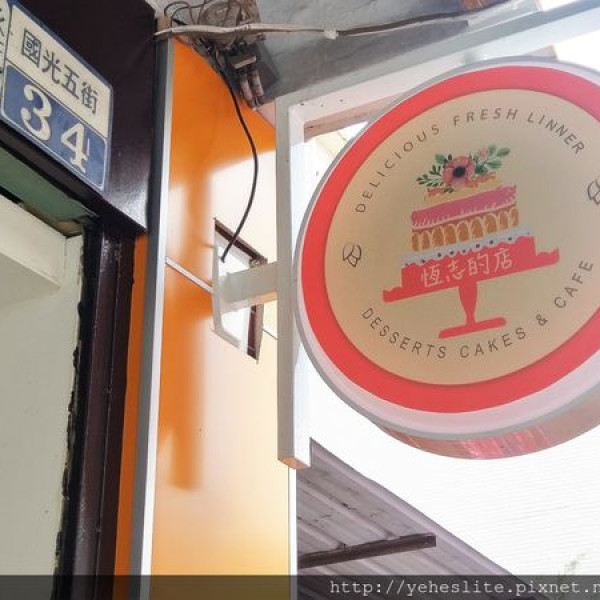 國光五街
34
DELICIOUS FRESH LINNER
恆志的店
DESSERTS CAKES & CAFE
http://yeheslite.pixnet.n